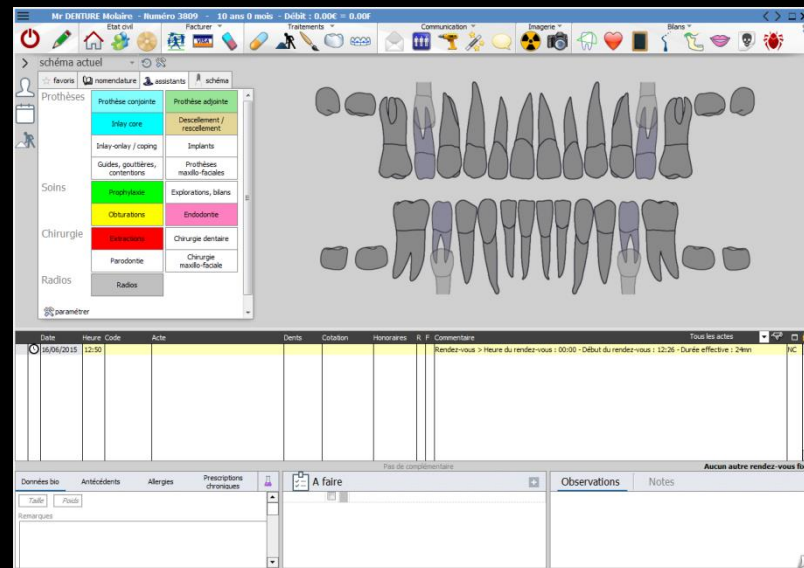 Mr DENTURE Molaire - Numéro 3809 - 10 ans 0 mois - Débit : 0.00€ = 0.00F
Etat civil Facturer Traitements Communication Imagerie Bilans
VISA
schéma actuel
favoris nomendature assistants schéma
Prothèses
Prothèse conjointe Prothèse adjointe
Inlay core Descellement / rescellement
Inlay-onlay / coping Implants
Guides, gouttières, contentions Prothèses maxillo-faciales
Soins
Prophylaxie Explorations, bilans
Obturations Endodontie
Chirurgie
Extractions Chirurgie dentaire
Parodontie Chirurgie maxillo-faciale
Radios
Radios
paramétrer
Date Heure Code Acte Dents Cotation Honoraires R F Commentaire Tous les actes
16/06/2015 12:50 Rendez-vous > Heure du rendez-vous : 00:00 - Début du rendez-vous : 12:26 - Durée effective : 24mn NC
Pas de complémentaire Aucun autre rendez-vous fix
Données bio Antécédents Allergies Prescriptions chroniques
A faire
Observations Notes
Taille Poids
Remarques